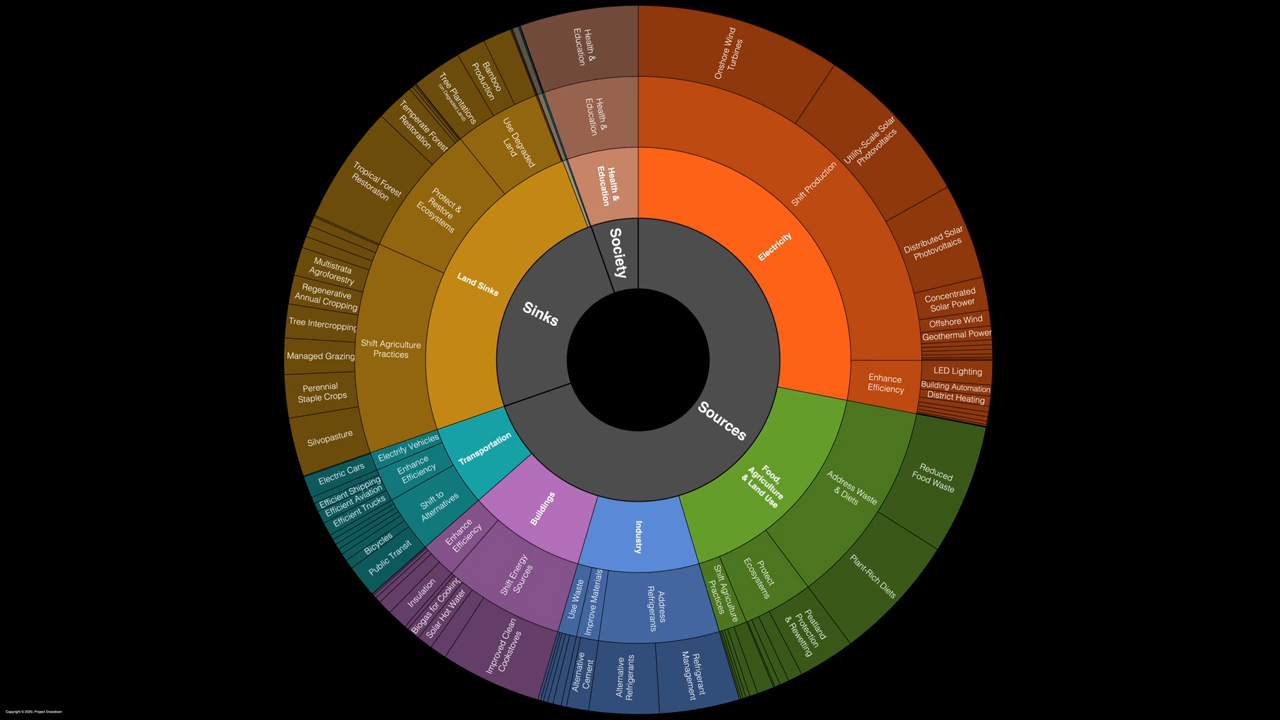 Society
Sources
Sinks
Electricity
Food,
Agriculture
& Land Use
Industry
Buildings
Transportation
Land Sinks
Health &
Education
Shift Production
Enhance
Efficiency
Address Waste
& Diets
Protect
Ecosystems
Shift Agriculture
Practices
Address
Refrigerants
Improve Materials
Use Waste
Shift Energy
Sources
Enhance
Efficiency
Shift to
Alternatives
Enhance
Efficiency
Electrify Vehicles
Shift Agriculture
Practices
Protect &
Restore
Ecosystems
Use Degraded
Land
Health &
Education
Onshore Wind
Turbines
Utility-Scale Solar
Photovoltaics
Distributed Solar
Photovoltaics
Concentrated
Solar Power
Offshore Wind
Geothermal Power
LED Lighting
Building Automation
District Heating
Reduced
Food Waste
Plant-Rich Diets
Peatland
Protection
& Rewetting
Refrigerant
Management
Alternative
Refrigerants
Alternative
Cement
Improved Clean
Cookstoves
Solar Hot Water
Biogas for Cooking
Insulation
Public Transit
Bicycles
Efficient Trucks
Efficient Aviation
Efficient Shipping
Electric Cars
Silvopasture
Perennial
Staple Crops
Managed Grazing
Tree Intercropping
Regenerative
Annual Cropping
Multistrata
Agroforestry
Tropical Forest
Restoration
Temperate Forest
Restoration
Tree Plantations
(on Degraded Land)
Bamboo
Production
Health &
Education
Copyright © 2020, Project Drawdown